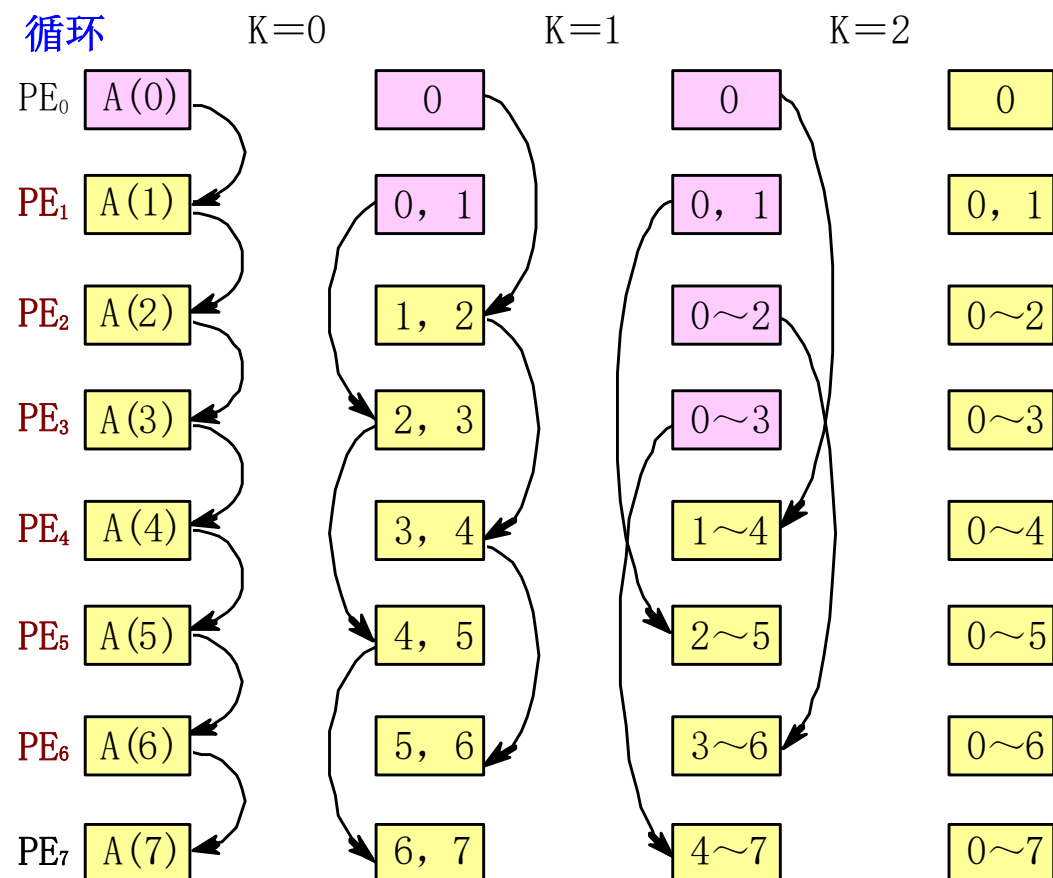 循环 K=0 K=1 K=2
PE₀ A(0) 0 0 0
PE₁ A(1) 0, 1 0, 1 0, 1
PE₂ A(2) 1, 2 0～2 0～2
PE₃ A(3) 2, 3 0～3 0～3
PE₄ A(4) 3, 4 1～4 0～4
PE₅ A(5) 4, 5 2～5 0～5
PE₆ A(6) 5, 6 3～6 0～6
PE₇ A(7) 6, 7 4～7 0～7